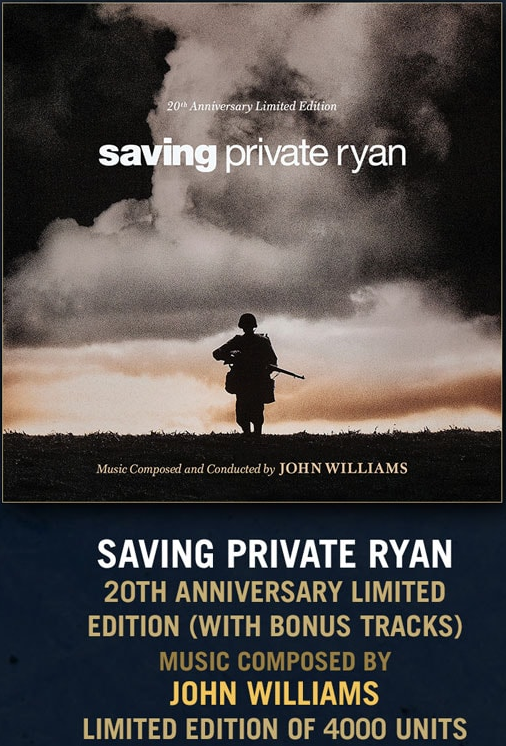 20th Anniversary Limited Edition
saving private ryan
Music Composed and Conducted by JOHN WILLIAMS
SAVING PRIVATE RYAN
20TH ANNIVERSARY LIMITED
EDITION (WITH BONUS TRACKS)
MUSIC COMPOSED BY
JOHN WILLIAMS
LIMITED EDITION OF 4000 UNITS